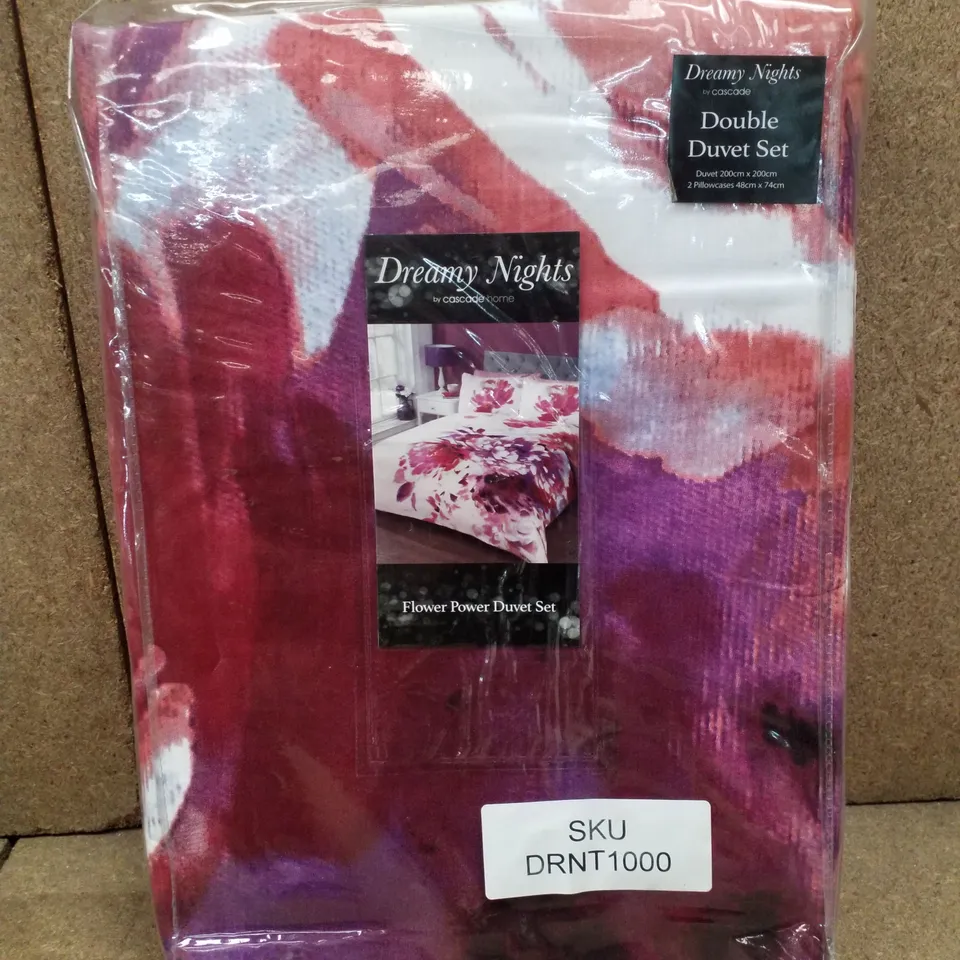 Dreamy Nights
by cascade
Double
Duvet Set
Duvet 200cm x 200cm
2 Pillowcases 48cm x 74cm
Dreamy Nights
by cascade home
Flower Power Duvet Set
SKU
DRNT1000